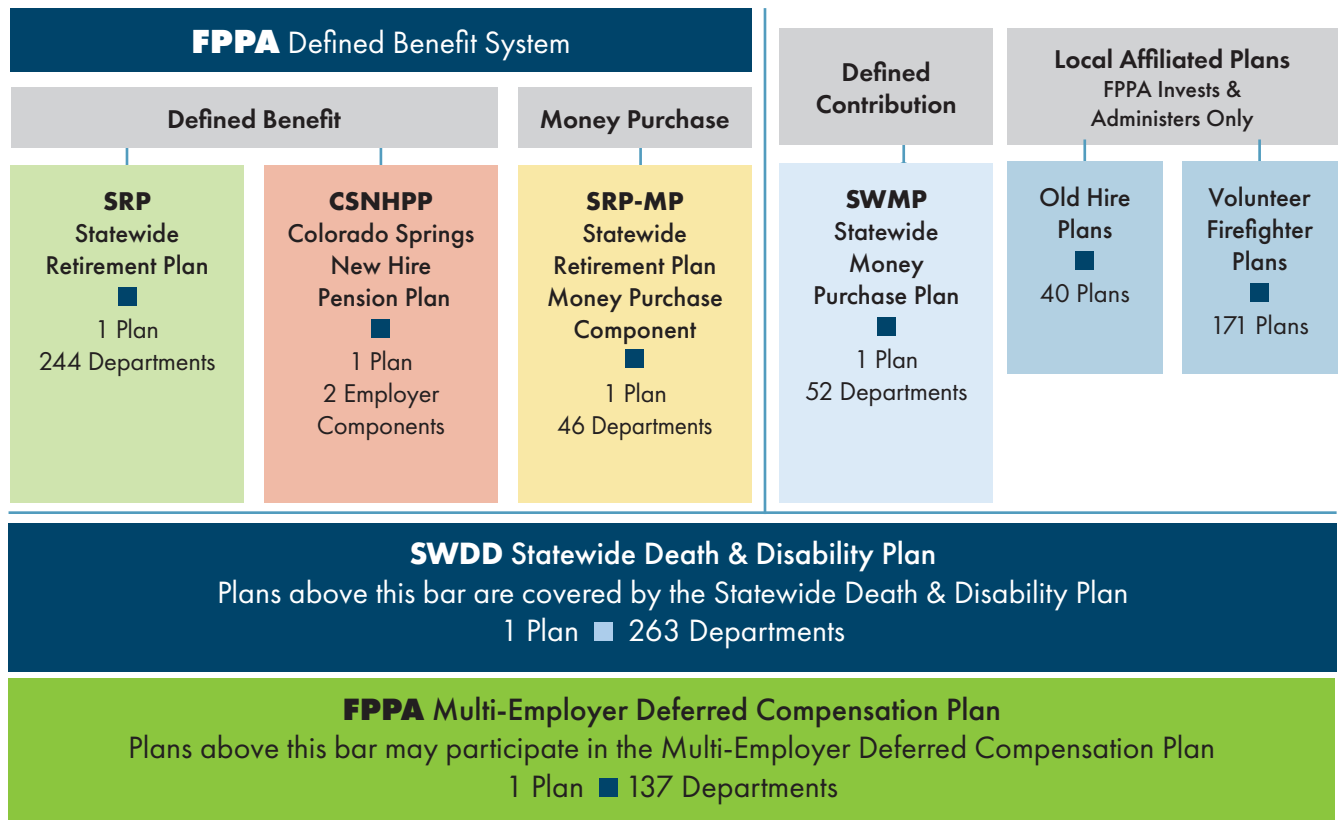 FPPA Defined Benefit System
Defined Benefit
Money Purchase
SRP
Statewide
Retirement Plan
1 Plan
244 Departments
CSNHPP
Colorado Springs
New Hire
Pension Plan
1 Plan
2 Employer
Components
SRP-MP
Statewide
Retirement Plan
Money Purchase
Component
1 Plan
46 Departments
Defined
Contribution
SWMP
Statewide
Money
Purchase Plan
1 Plan
52 Departments
Local Affiliated Plans
FPPA Invests &
Administers Only
Old Hire
Plans
40 Plans
Volunteer
Firefighter
Plans
171 Plans
SWDD Statewide Death & Disability Plan
Plans above this bar are covered by the Statewide Death & Disability Plan
1 Plan ■ 263 Departments
FPPA Multi-Employer Deferred Compensation Plan
Plans above this bar may participate in the Multi-Employer Deferred Compensation Plan
1 Plan ■ 137 Departments